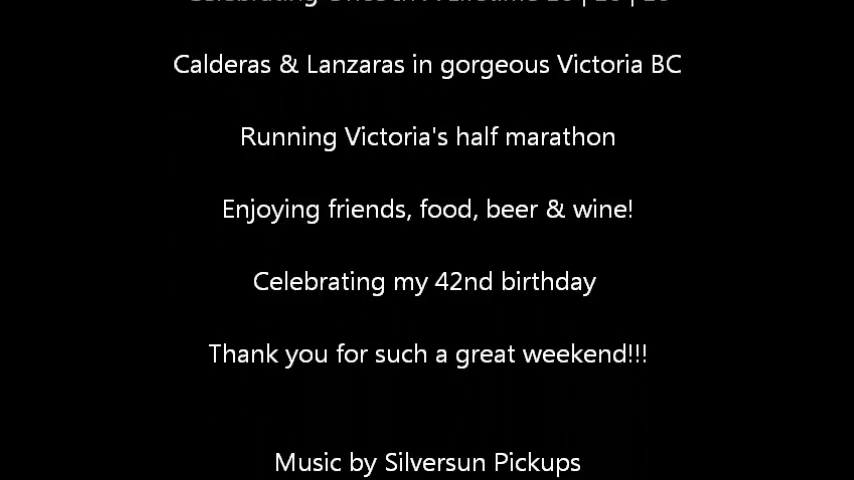 Calderas & Lanzaras in gorgeous Victoria BC
Running Victoria's half marathon
Enjoying friends, food, beer & wine!
Celebrating my 42nd birthday
Thank you for such a great weekend!!!
Music by Silversun Pickups